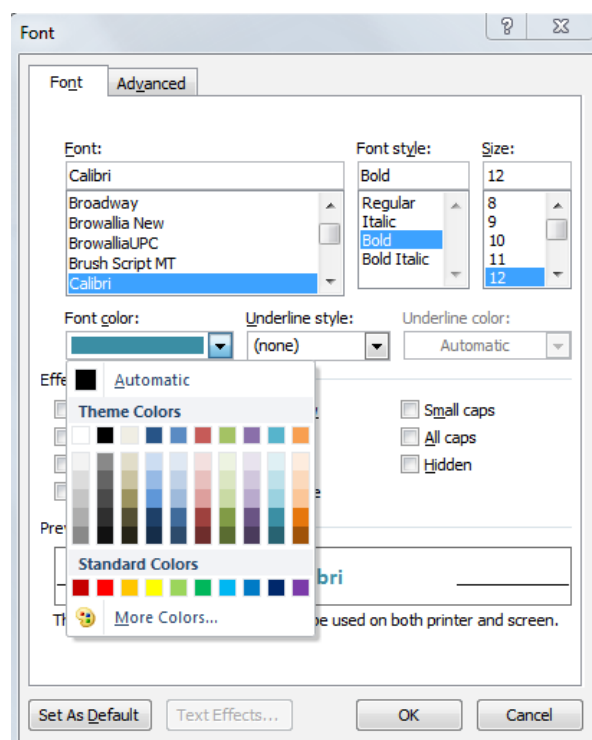 Font
Font Advanced
Font: Font style: Size:
Calibri Bold 12
Broadway Regular 8
Browallia New Italic 9
BrowalliaUPC Bold 10
Brush Script MT Bold Italic 11
Calibri 12
Font color: Underline style: Underline color:
(none) Automatic
Automatic
Theme Colors
Small caps
All caps
Hidden
Standard Colors
More Colors...
be used on both printer and screen.
Set As Default Text Effects... OK Cancel